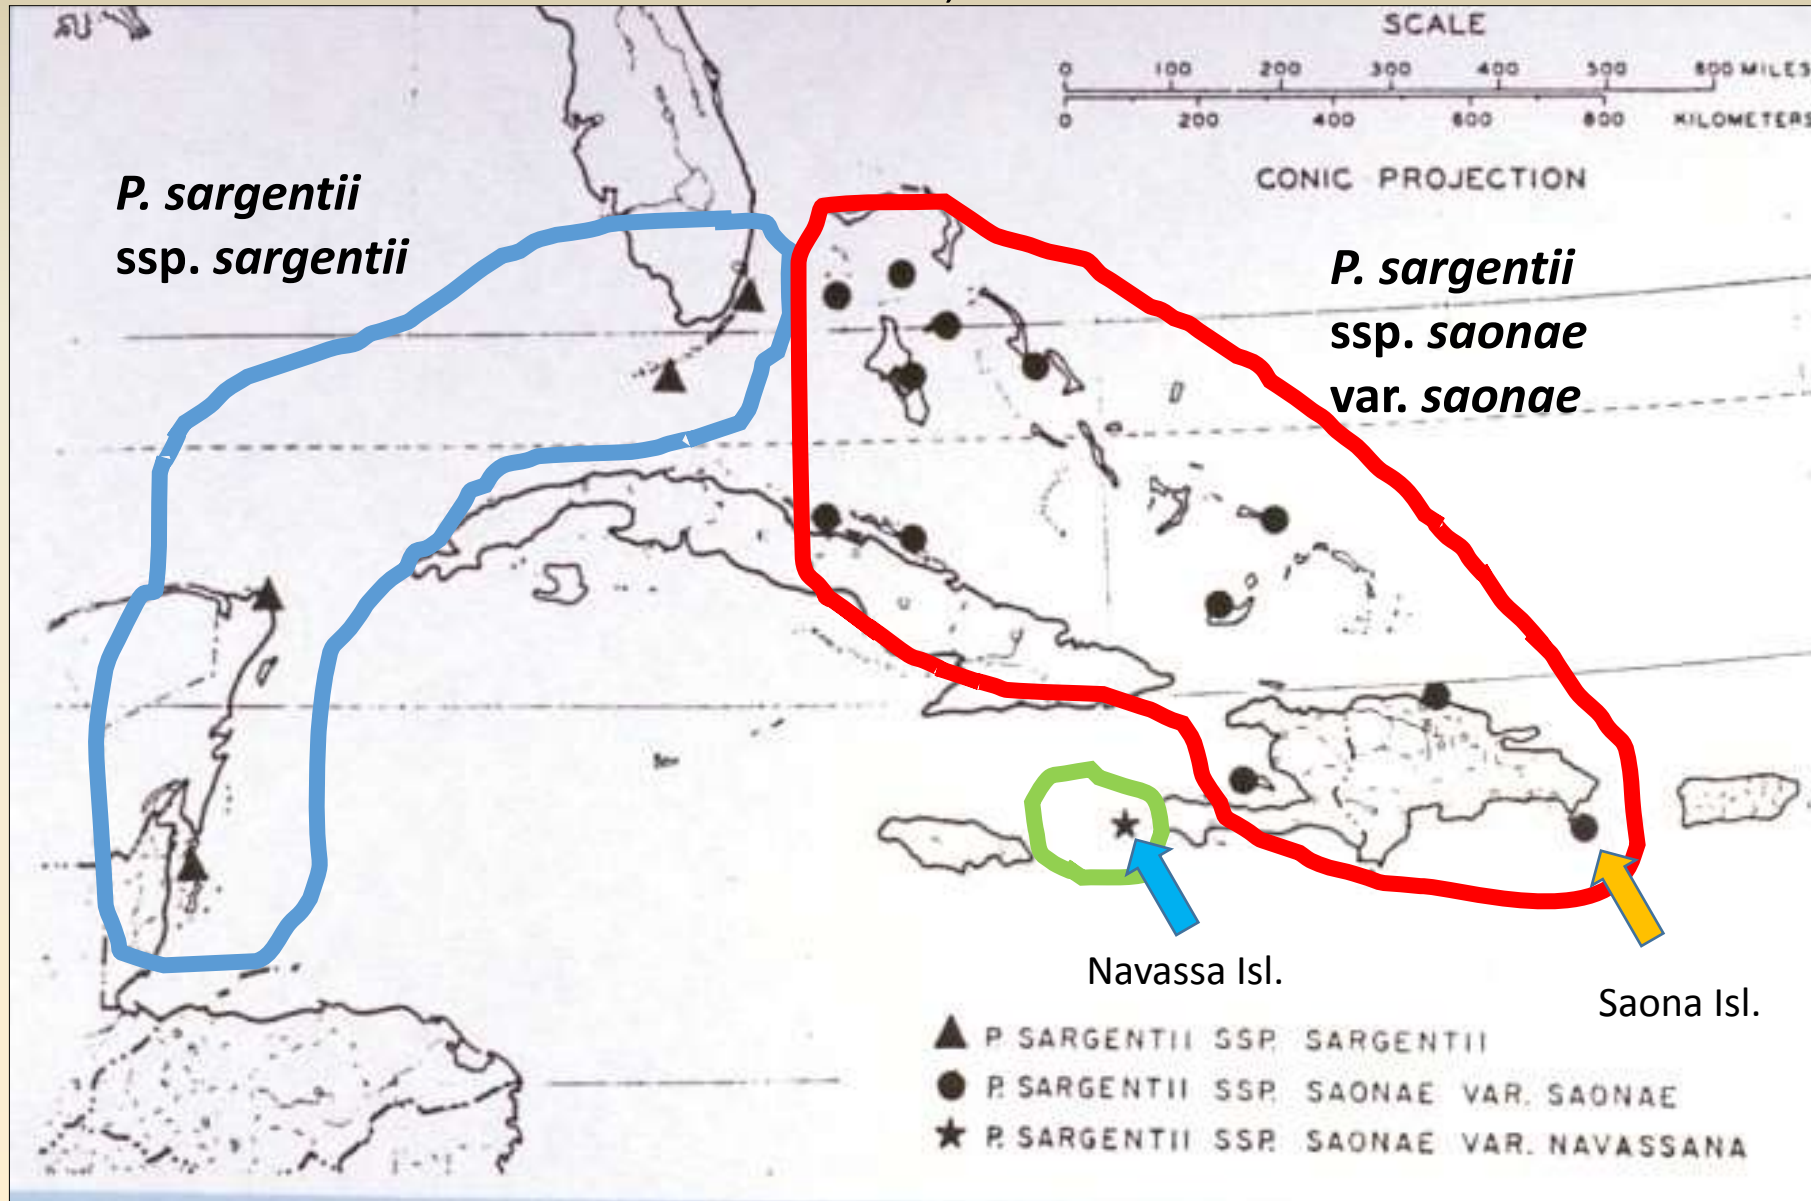 SCALE
0 100 200 300 400 500 600 MILES
0 200 400 600 800 KILOMETERS
CONIC PROJECTION
P. sargentii
ssp. sargentii
P. sargentii
ssp. saonae
var. saonae
Navassa Isl.
Saona Isl.
P. SARGENTII SSP. SARGENTII
P. SARGENTII SSP. SAONAE VAR. SAONAE
P. SARGENTII SSP. SAONAE VAR. NAVASSANA